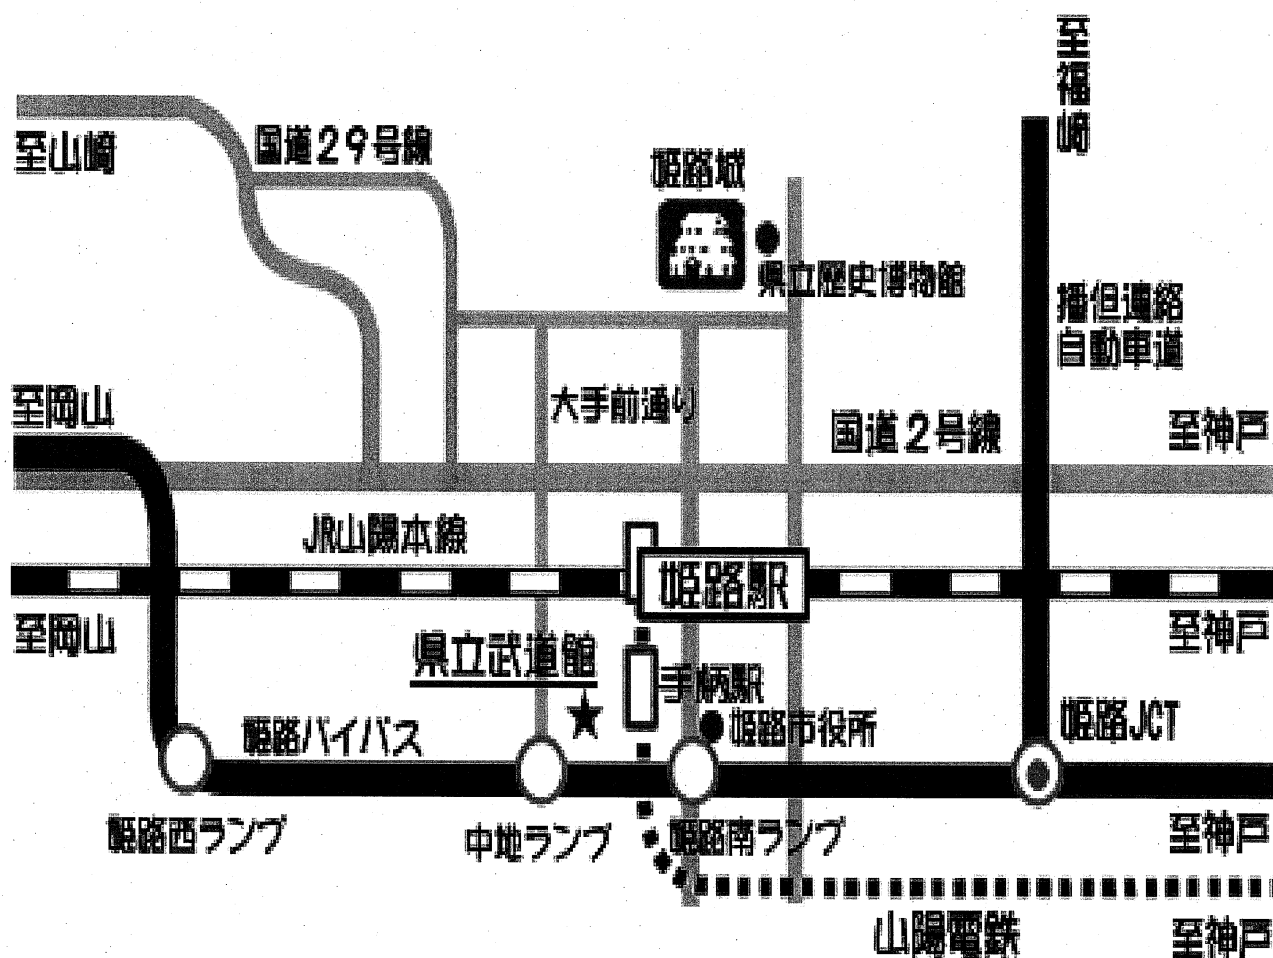 至福崎
至山崎
国道29号線
姫路城
県立歴史博物館
播但連絡
自動車道
至岡山
大手前通り
国道2号線
至神戸
JR山陽本線
姫路駅
至岡山
至神戸
県立武道館
手柄駅
姫路市役所
姫路JCT
姫路バイパス
姫路西ランプ
中地ランプ
姫路南ランプ
至神戸
山陽電鉄
至神戸